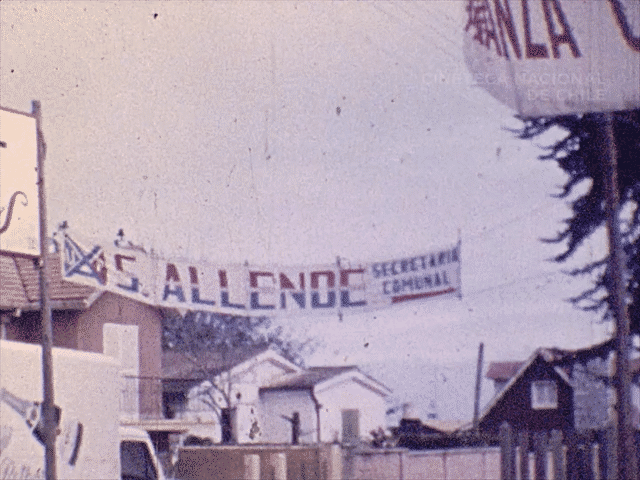 ANZA
CINETECA NACIONAL
DE CHILE
S. ALLENDE
SECRETARIA
COMUNAL